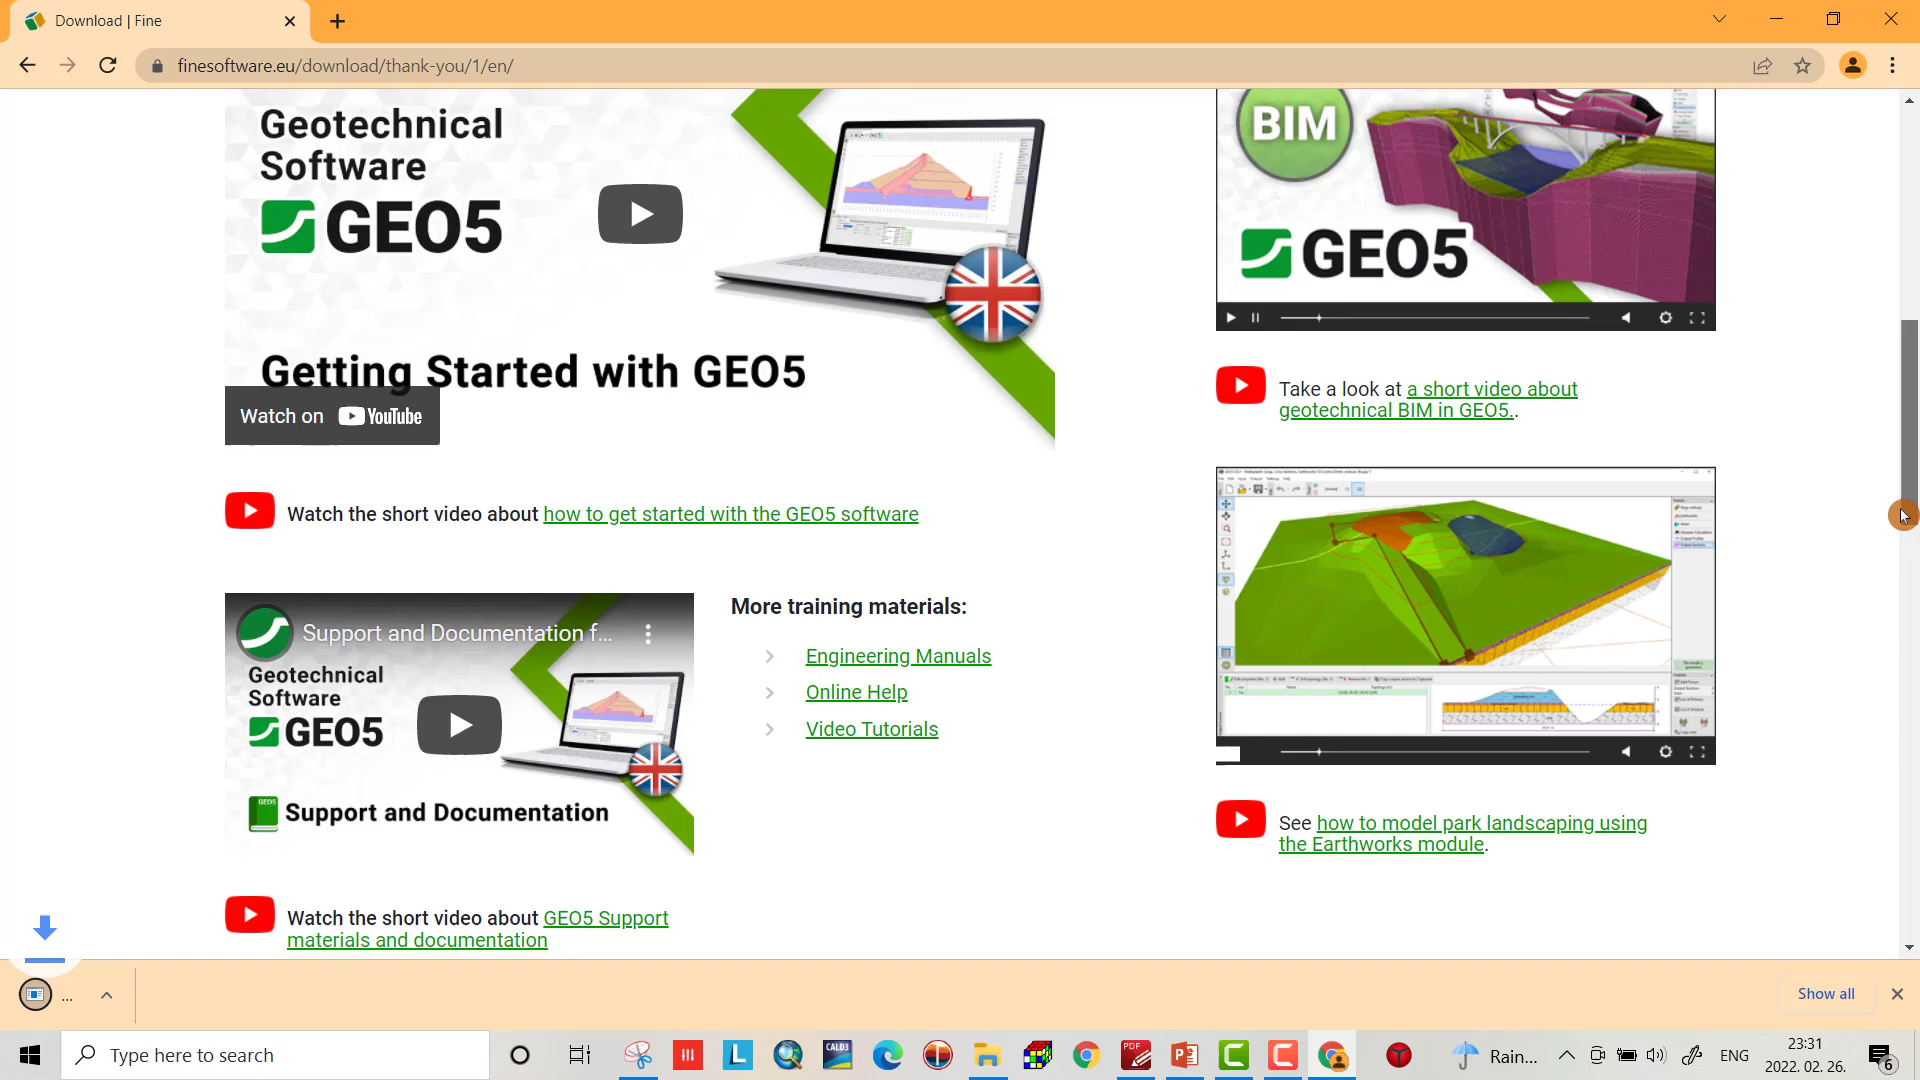 Download | Fine
finesoftware.eu/download/thank-you/1/en/
Geotechnical
Software
GEO5
Getting Started with GEO5
Watch on YouTube
BIM
GEO5
Take a look at a short video about
geotechnical BIM in GEO5..
Watch the short video about how to get started with the GEO5 software
Support and Documentation f...
Geotechnical
Software
GEO5
GEO5
Support and Documentation
More training materials:
Engineering Manuals
Online Help
Video Tutorials
See how to model park landscaping using
the Earthworks module.
Watch the short video about GEO5 Support
materials and documentation
...
Show all
Type here to search
CALD3
PDF
Rain...
ENG
23:31
2022. 02. 26.
6